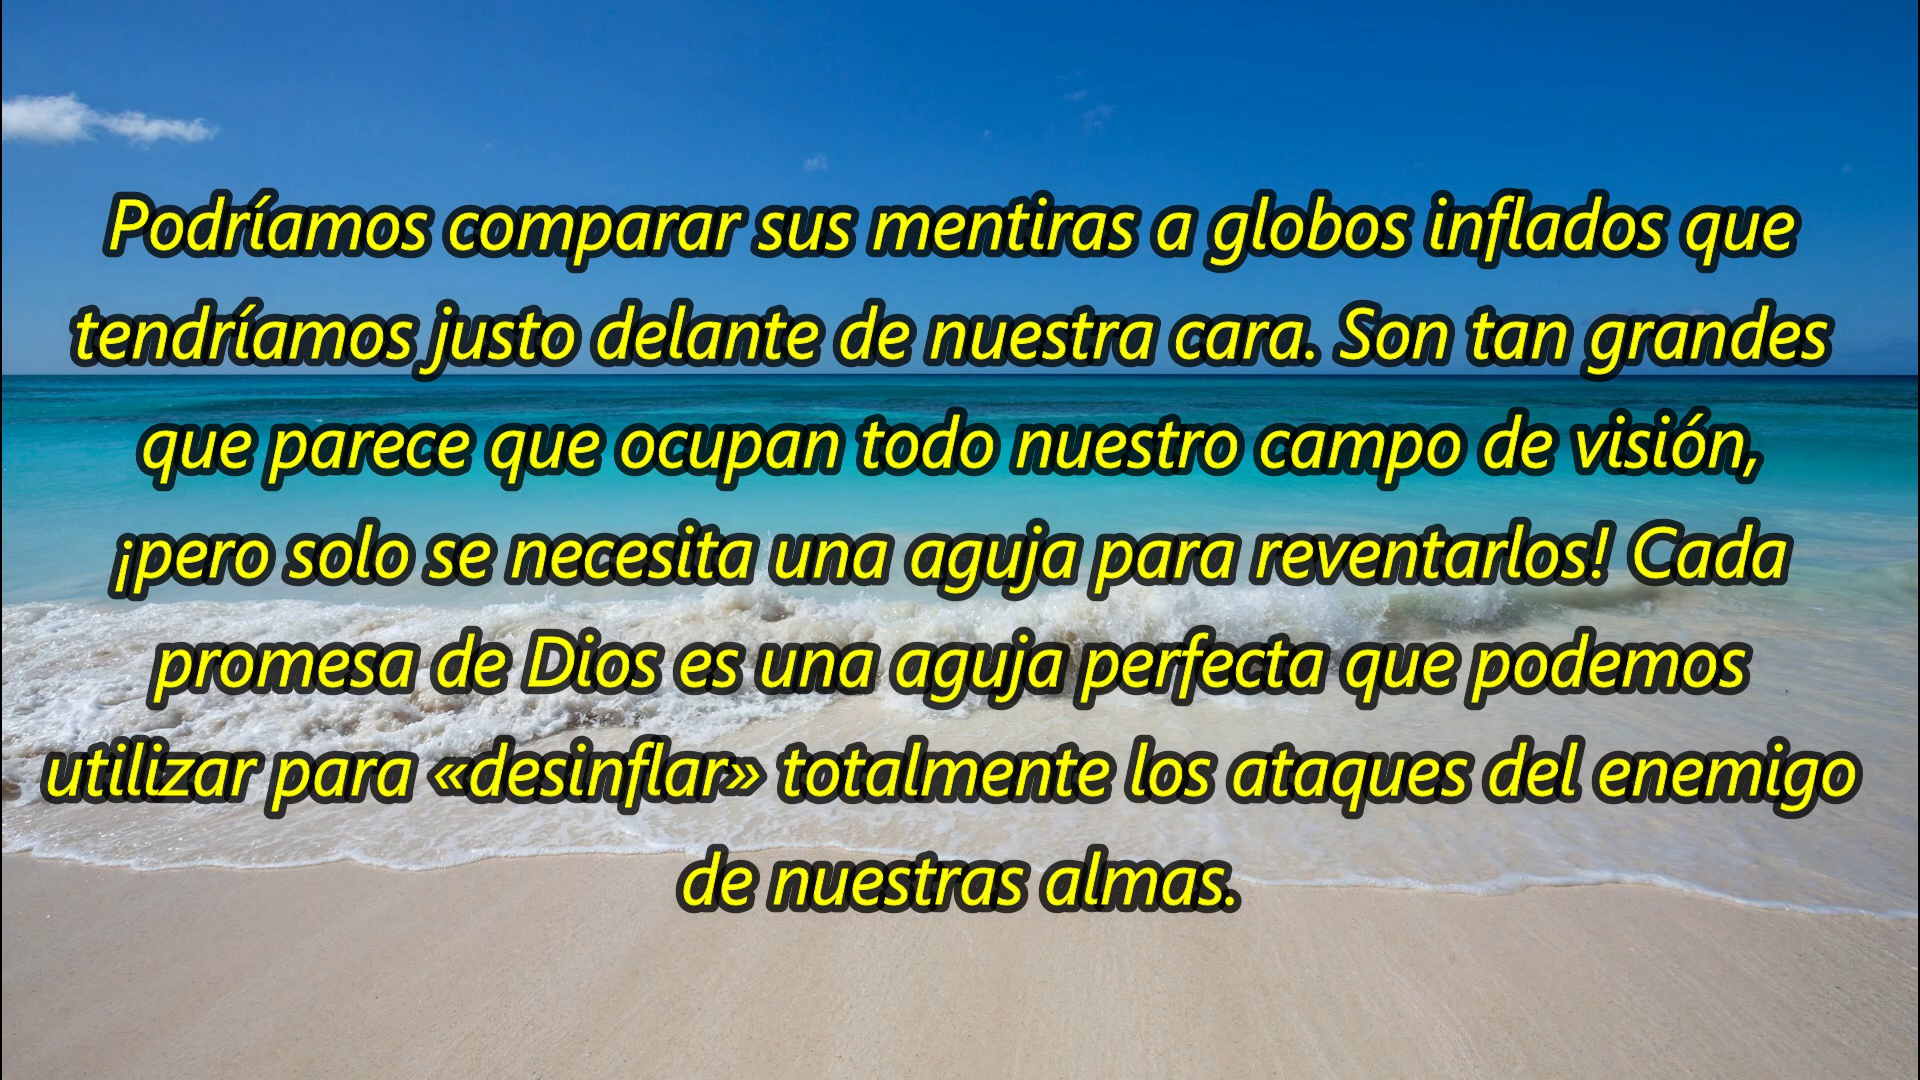 Podríamos comparar sus mentiras a globos inflados que
tendríamos justo delante de nuestra cara. Son tan grandes
que parece que ocupan todo nuestro campo de visión,
¡pero solo se necesita una aguja para reventarlos! Cada
promesa de Dios es una aguja perfecta que podemos
utilizar para «desinflar» totalmente los ataques del enemigo
de nuestras almas.